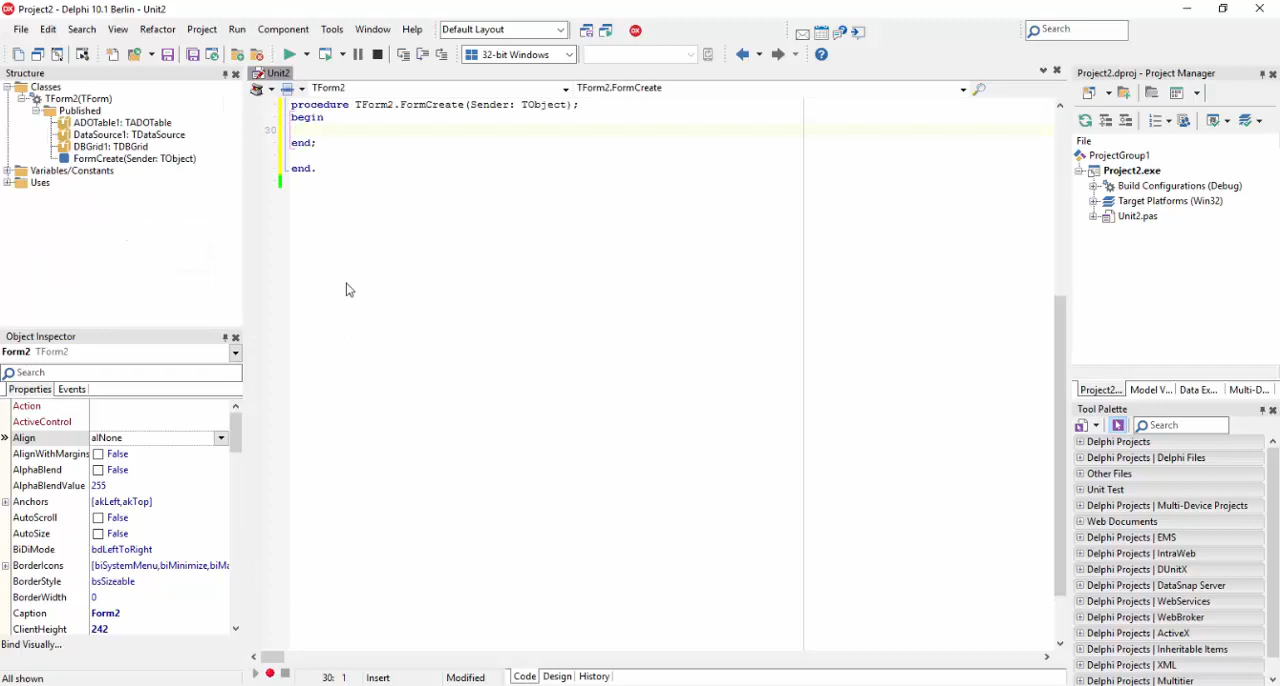 Project2 - Delphi 10.1 Berlin - Unit2
File Edit Search View Refactor Project Run Component Tools Window Help
Default Layout
Search
32-bit Windows
Structure
Classes
TForm2(TForm)
Published
ADOTable1: TADOTable
DataSource1: TDataSource
DBGrid1: TDBGrid
FormCreate(Sender: TObject)
Variables/Constants
Uses
Unit2
TForm2
TForm2.FormCreate
procedure TForm2.FormCreate(Sender: TObject);
begin
30
end;
end.
Project2.dproj - Project Manager
File
ProjectGroup1
Project2.exe
Build Configurations (Debug)
Target Platforms (Win32)
Unit2.pas
Object Inspector
Form2 TForm2
Search
Properties Events
Action
ActiveControl
Align alNone
AlignWithMargins False
AlphaBlend False
AlphaBlendValue 255
Anchors [akLeft,akTop]
AutoScroll False
AutoSize False
BiDiMode bdLeftToRight
BorderIcons [biSystemMenu,biMinimize,biMa
BorderStyle bsSizeable
BorderWidth 0
Caption Form2
ClientHeight 242
Bind Visually...
All shown
Project2... Model V... Data Ex... Multi-D...
Tool Palette
Search
Delphi Projects
Delphi Projects | Delphi Files
Other Files
Unit Test
Delphi Projects | Multi-Device Projects
Web Documents
Delphi Projects | EMS
Delphi Projects | IntraWeb
Delphi Projects | DUnitX
Delphi Projects | DataSnap Server
Delphi Projects | WebServices
Delphi Projects | WebBroker
Delphi Projects | ActiveX
Delphi Projects | Inheritable Items
Delphi Projects | XML
Delphi Projects | Multitier
30: 1 Insert Modified Code Design History